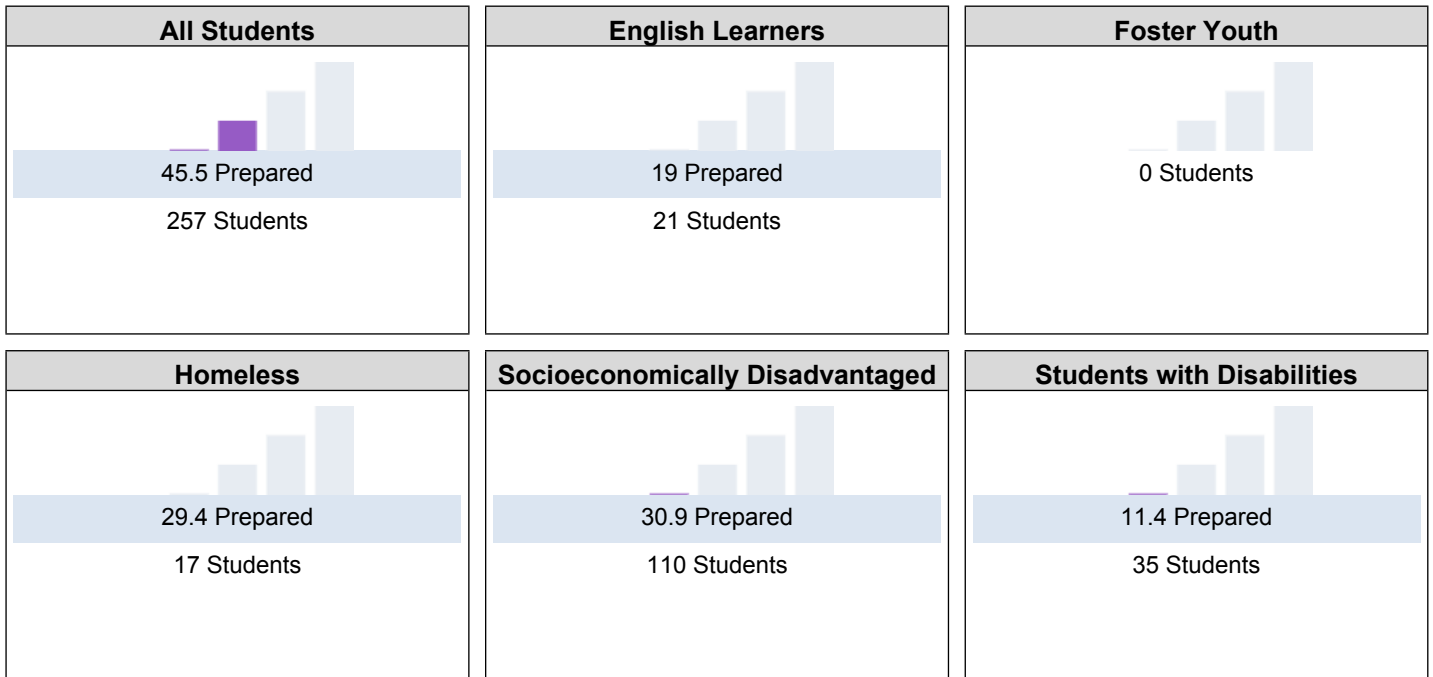 All Students
45.5 Prepared
257 Students
English Learners
19 Prepared
21 Students
Foster Youth
0 Students
Homeless
29.4 Prepared
17 Students
Socioeconomically Disadvantaged
30.9 Prepared
110 Students
Students with Disabilities
11.4 Prepared
35 Students